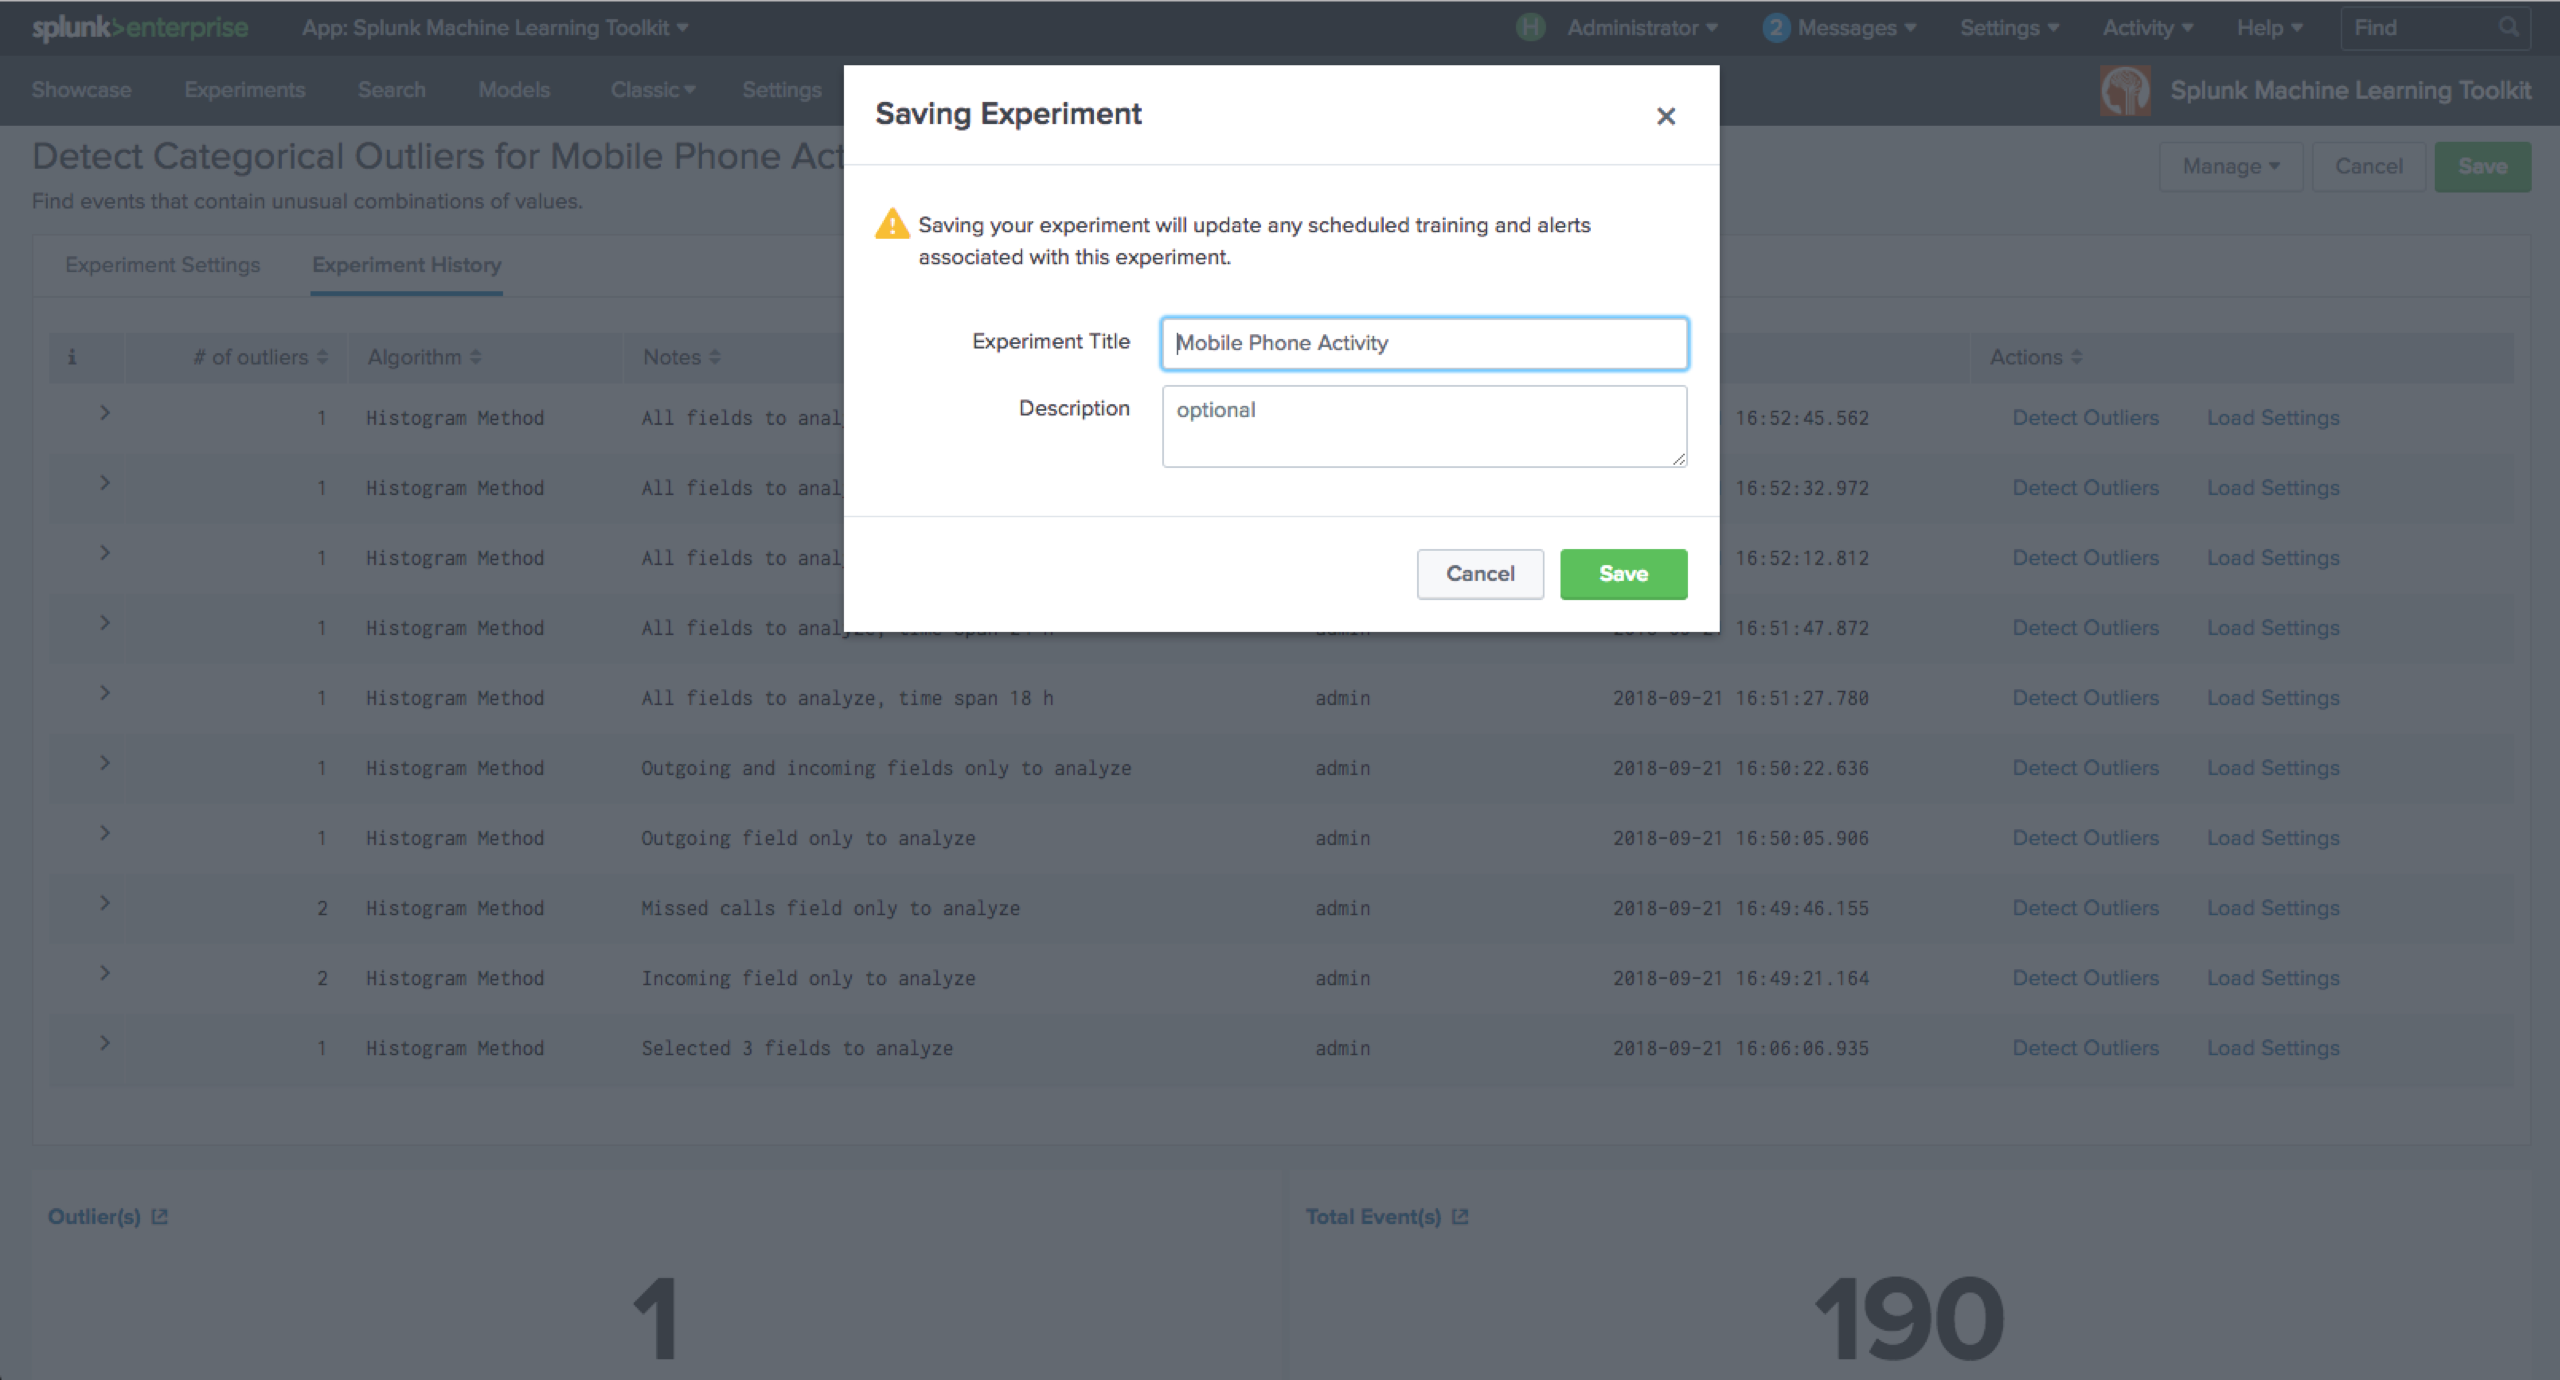 splunk>enterprise App: Splunk Machine Learning Toolkit H Administrator 2 Messages Settings Activity Help Find
Showcase Experiments Search Models Classic Settings Splunk Machine Learning Toolkit
Detect Categorical Outliers for Mobile Phone Act
Find events that contain unusual combinations of values.
Manage Cancel Save
Saving Experiment
Saving your experiment will update any scheduled training and alerts
associated with this experiment.
Experiment Title Mobile Phone Activity
Description optional
Cancel Save
Experiment Settings Experiment History
i # of outliers Algorithm Notes Actions
1 Histogram Method All fields to anal 16:52:45.562 Detect Outliers Load Settings
1 Histogram Method All fields to anal 16:52:32.972 Detect Outliers Load Settings
1 Histogram Method All fields to anal 16:52:12.812 Detect Outliers Load Settings
1 Histogram Method All fields to analyze, time span 16:51:47.872 Detect Outliers Load Settings
1 Histogram Method All fields to analyze, time span 18 h admin 2018-09-21 16:51:27.780 Detect Outliers Load Settings
1 Histogram Method Outgoing and incoming fields only to analyze admin 2018-09-21 16:50:22.636 Detect Outliers Load Settings
1 Histogram Method Outgoing field only to analyze admin 2018-09-21 16:50:05.906 Detect Outliers Load Settings
2 Histogram Method Missed calls field only to analyze admin 2018-09-21 16:49:46.155 Detect Outliers Load Settings
2 Histogram Method Incoming field only to analyze admin 2018-09-21 16:49:21.164 Detect Outliers Load Settings
1 Histogram Method Selected 3 fields to analyze admin 2018-09-21 16:06:06.935 Detect Outliers Load Settings
Outlier(s) Total Event(s)
1 190